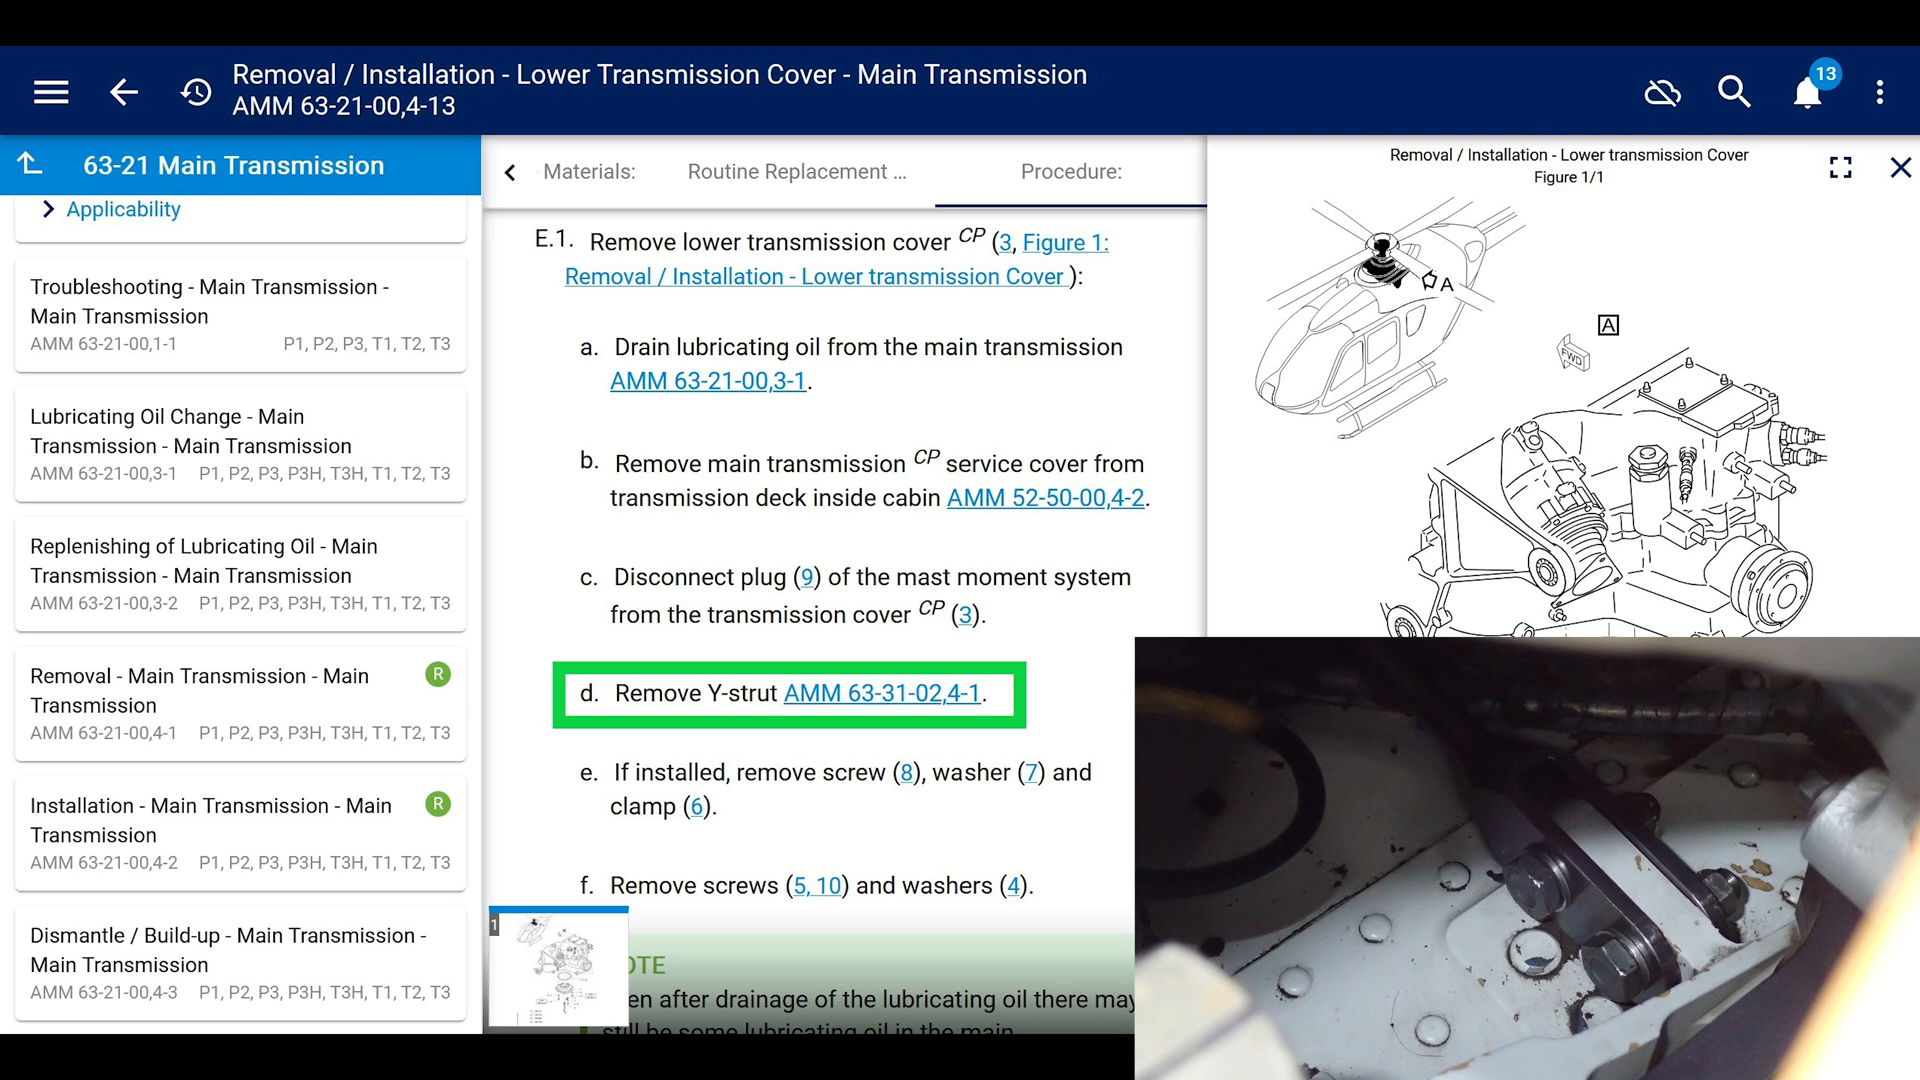 Removal / Installation - Lower Transmission Cover - Main Transmission
AMM 63-21-00,4-13
13
63-21 Main Transmission
Applicability
Troubleshooting - Main Transmission -
Main Transmission
AMM 63-21-00,1-1 P1, P2, P3, T1, T2, T3
Lubricating Oil Change - Main
Transmission - Main Transmission
AMM 63-21-00,3-1 P1, P2, P3, P3H, T3H, T1, T2, T3
Replenishing of Lubricating Oil - Main
Transmission - Main Transmission
AMM 63-21-00,3-2 P1, P2, P3, P3H, T3H, T1, T2, T3
Removal - Main Transmission - Main
Transmission
R
AMM 63-21-00,4-1 P1, P2, P3, P3H, T3H, T1, T2, T3
Installation - Main Transmission - Main
Transmission
R
AMM 63-21-00,4-2 P1, P2, P3, P3H, T3H, T1, T2, T3
Dismantle / Build-up - Main Transmission -
Main Transmission
AMM 63-21-00,4-3 P1, P2, P3, P3H, T3H, T1, T2, T3
Materials: Routine Replacement ... Procedure:
E.1. Remove lower transmission cover CP (3, Figure 1:
Removal / Installation - Lower transmission Cover ):
a. Drain lubricating oil from the main transmission
AMM 63-21-00,3-1.
b. Remove main transmission CP service cover from
transmission deck inside cabin AMM 52-50-00,4-2.
c. Disconnect plug (9) of the mast moment system
from the transmission cover CP (3).
d. Remove Y-strut AMM 63-31-02,4-1.
e. If installed, remove screw (8), washer (7) and
clamp (6).
f. Remove screws (5, 10) and washers (4).
1
OTE
en after drainage of the lubricating oil there may
still be some lubricating oil in the main
Removal / Installation - Lower transmission Cover
Figure 1/1
A
A
FWD